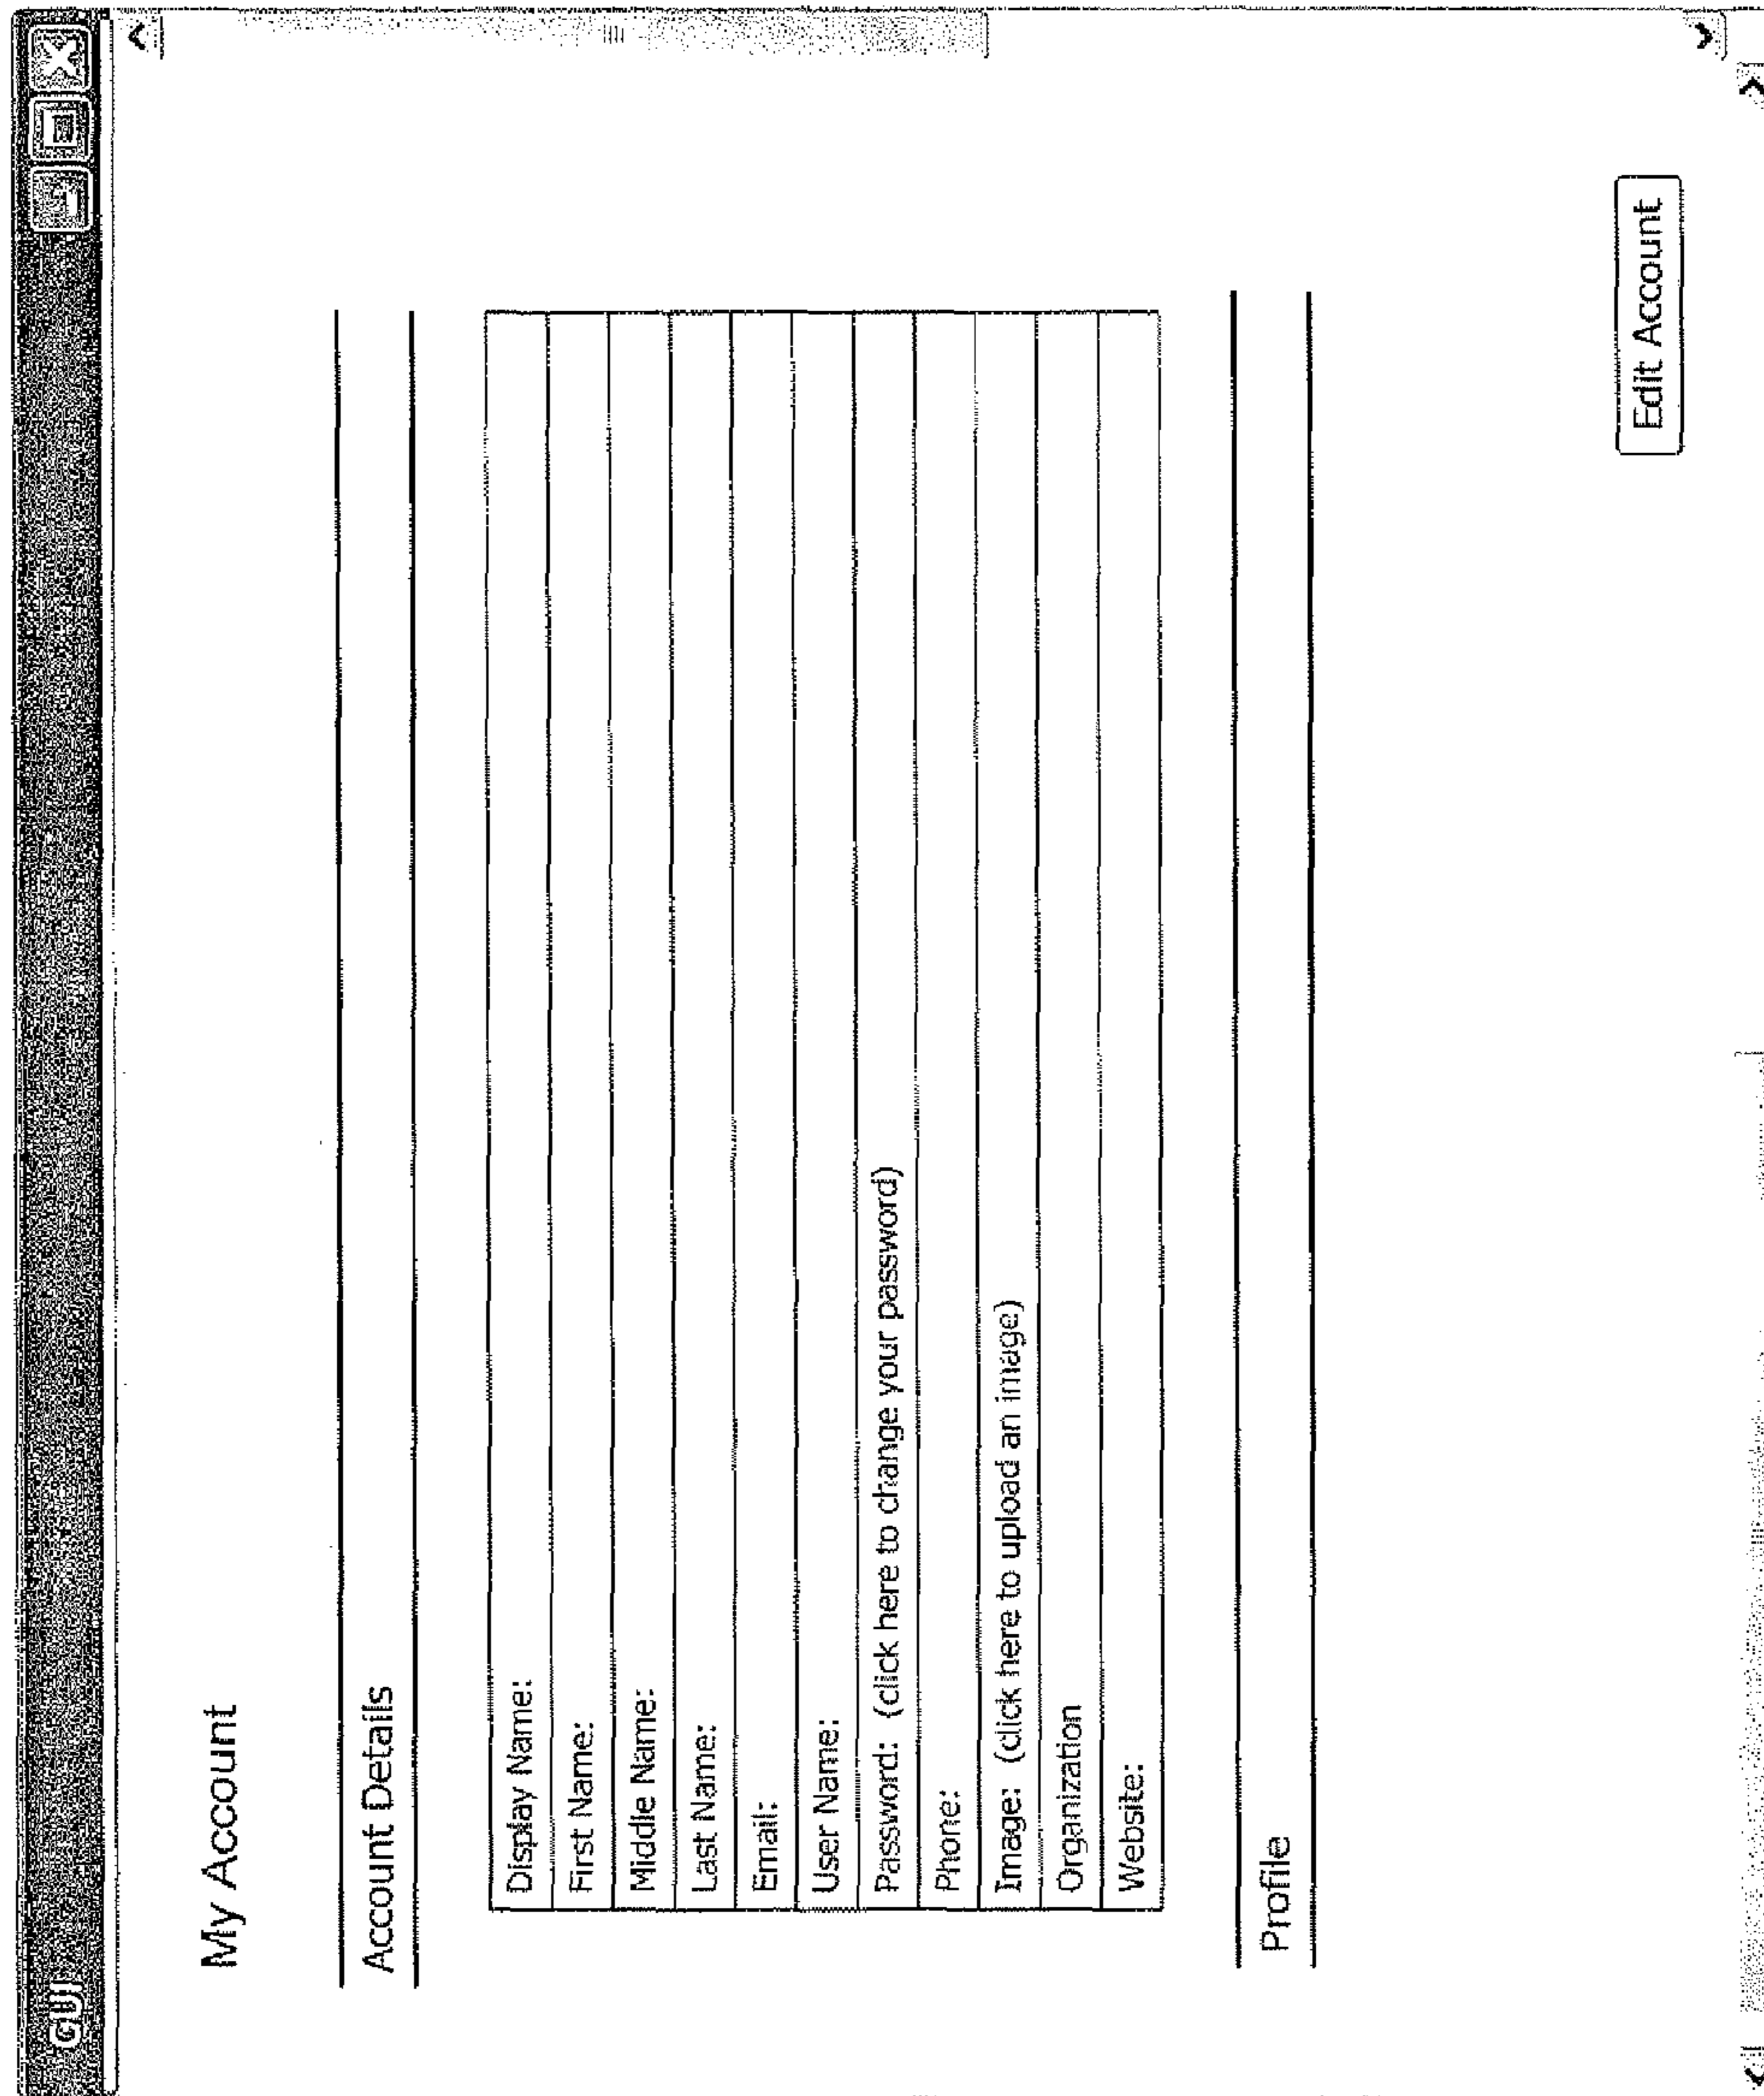 GUI
My Account
Account Details
Display Name:
First Name:
Middle Name:
Last Name:
Email:
User Name:
Password: (click here to change your password)
Phone:
Image: (click here to upload an image)
Organization
Website:
Profile
Edit Account